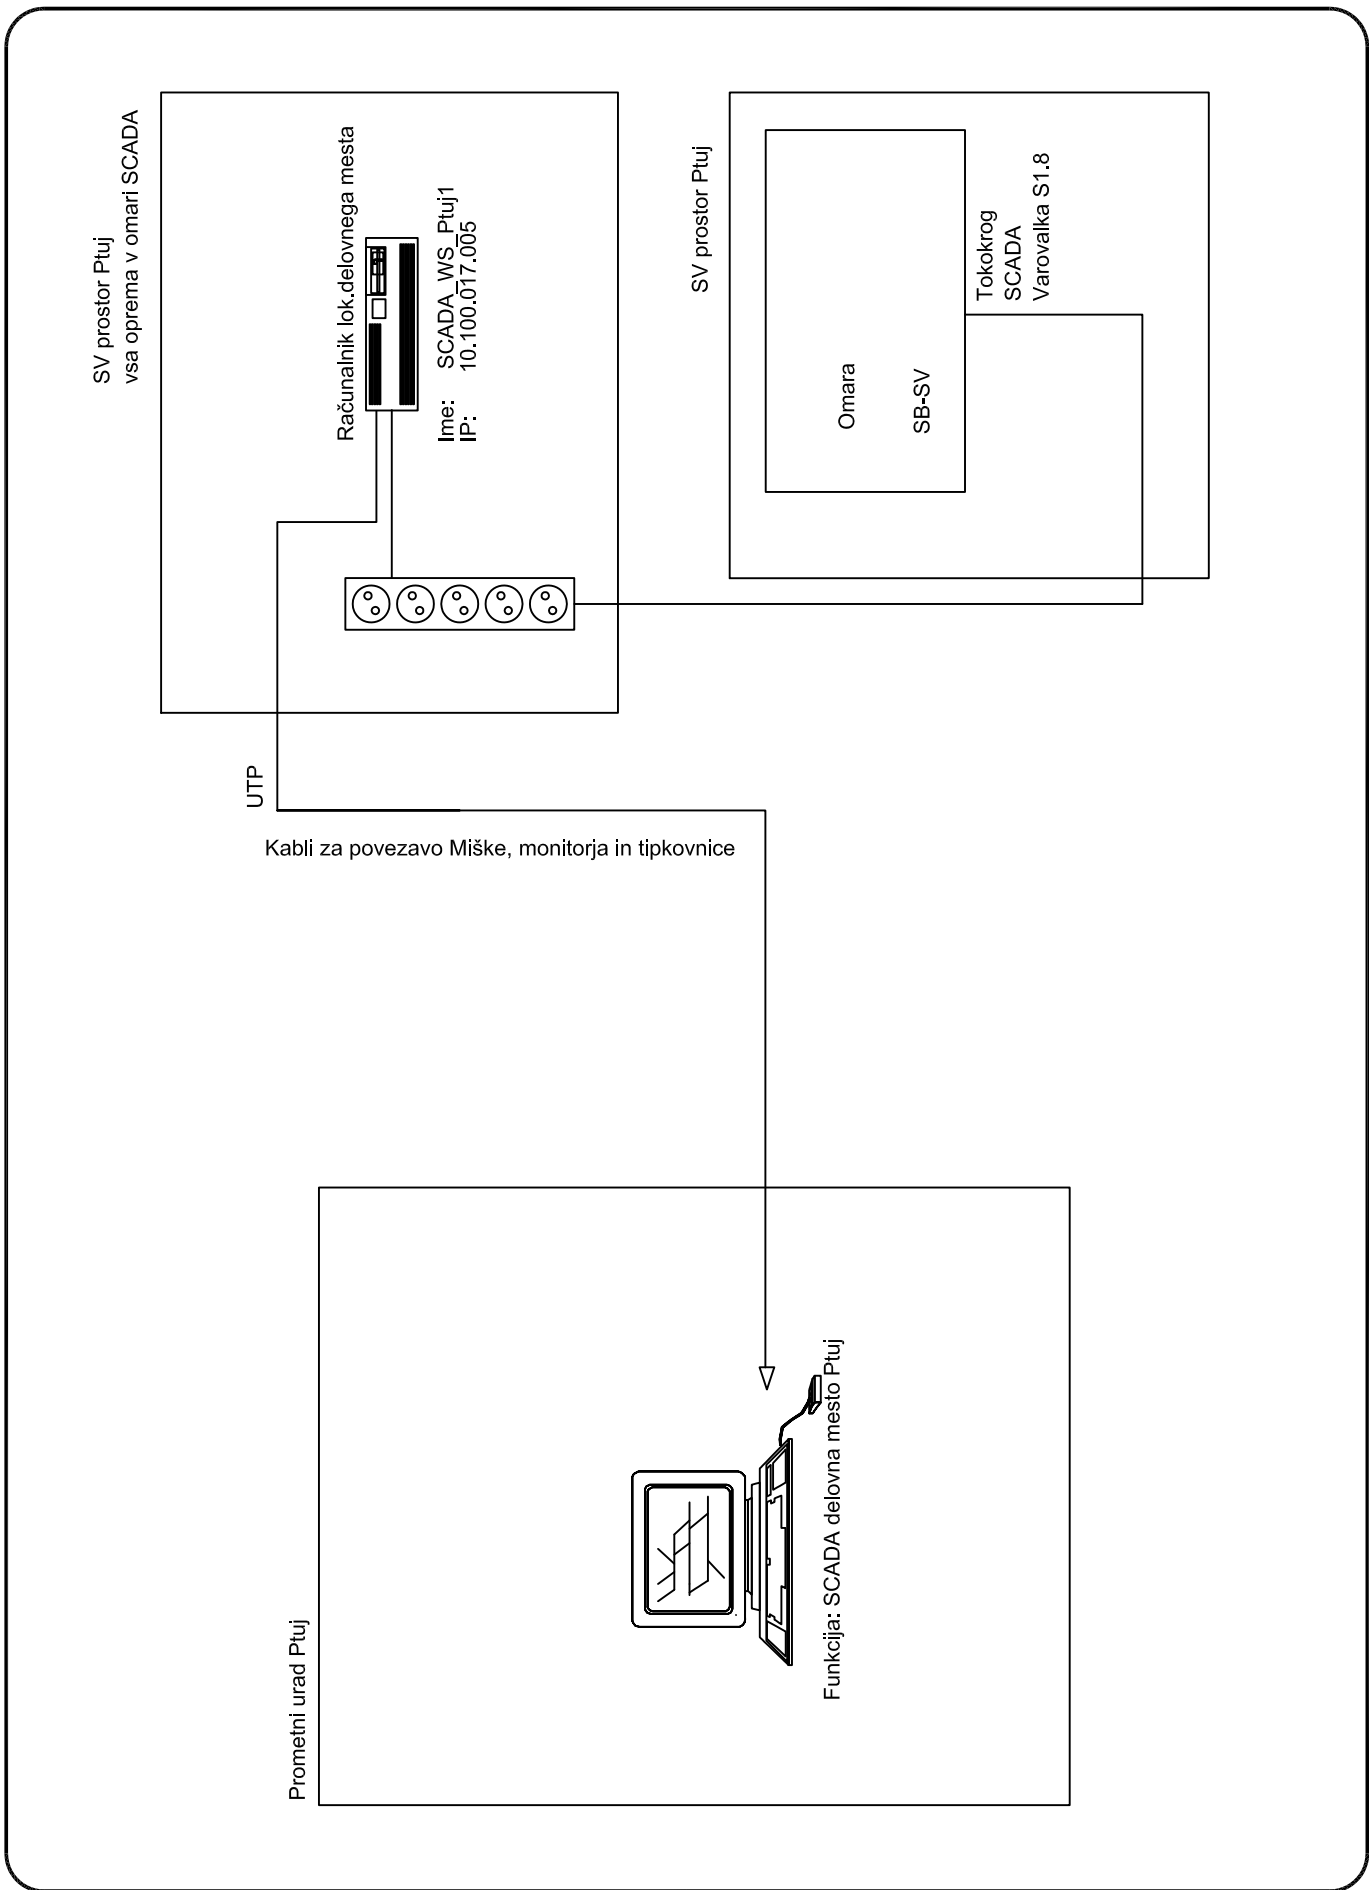 SV prostor Ptuj
vsa oprema v omari SCADA
Računalnik lok.delovnega mesta
Ime: SCADA_WS_Ptuj1
IP: 10.100.017.005
SV prostor Ptuj
Omara
SB-SV
Tokokrog
SCADA
Varovalka S1.8
UTP
Kabli za povezavo Miške, monitorja in tipkovnice
Prometni urad Ptuj
Funkcija: SCADA delovna mesto Ptuj